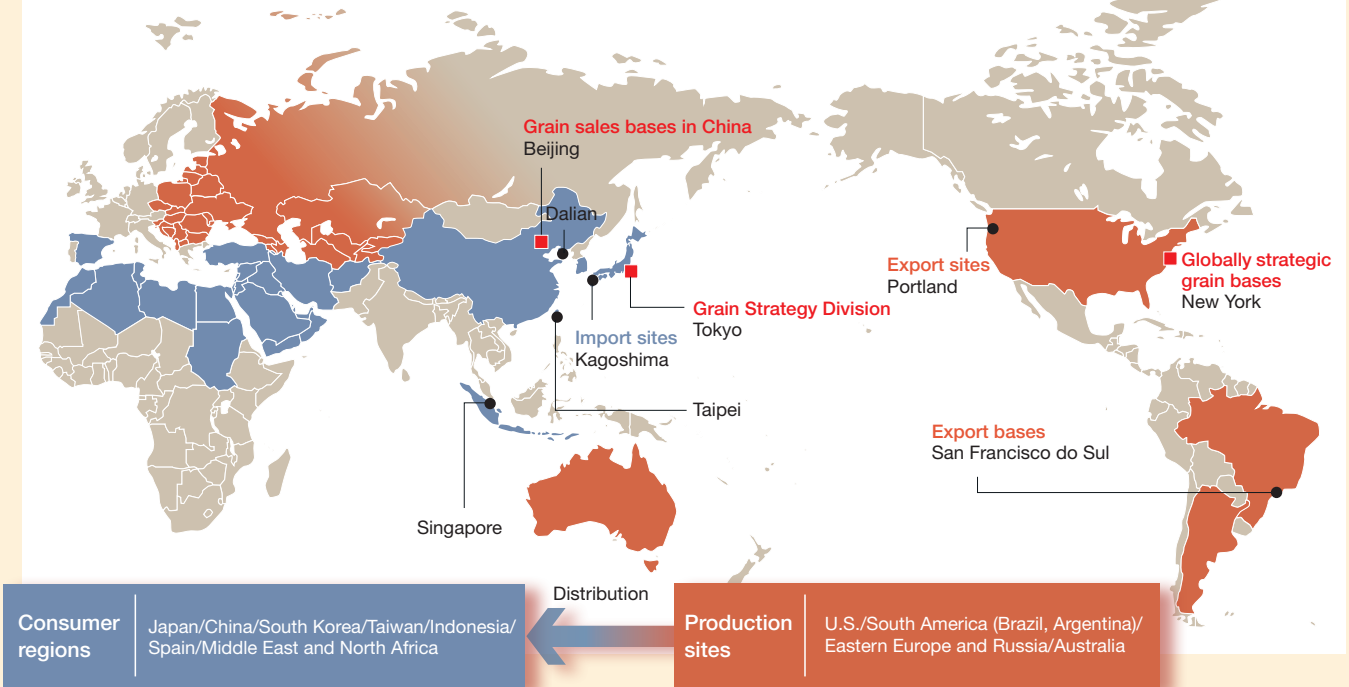 Grain sales bases in China
Beijing
Dalian
Grain Strategy Division
Tokyo
Import sites
Kagoshima
Taipei
Singapore
Export sites
Portland
Globally strategic
grain bases
New York
Export bases
San Francisco do Sul
Distribution
Consumer
regions
Japan/China/South Korea/Taiwan/Indonesia/
Spain/Middle East and North Africa
Production
sites
U.S./South America (Brazil, Argentina)/
Eastern Europe and Russia/Australia